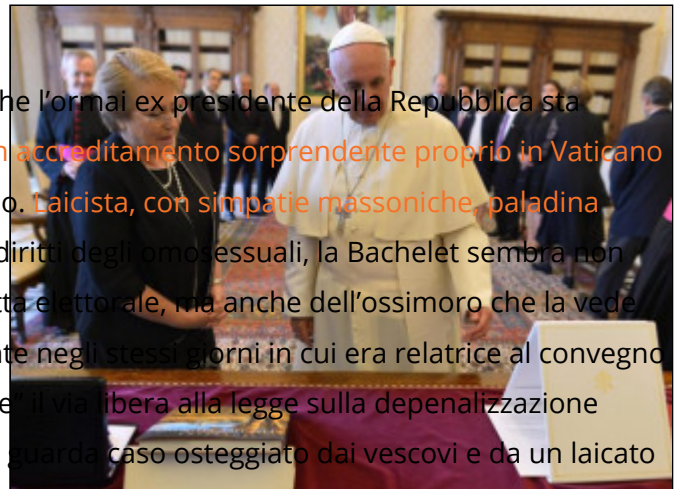 he l'ormai ex presidente della Repubblica sta
accreditamento sorprendente proprio in Vaticano
o. Laicista, con simpatie massoniche, paladina
diritti degli omosessuali, la Bachelet sembra non
elettorale, ma anche dell'ossimoro che la vede
te negli stessi giorni in cui era relatrice al convegno
e" il via libera alla legge sulla depenalizzazione
guarda caso osteggiato dai vescovi e da un laicato